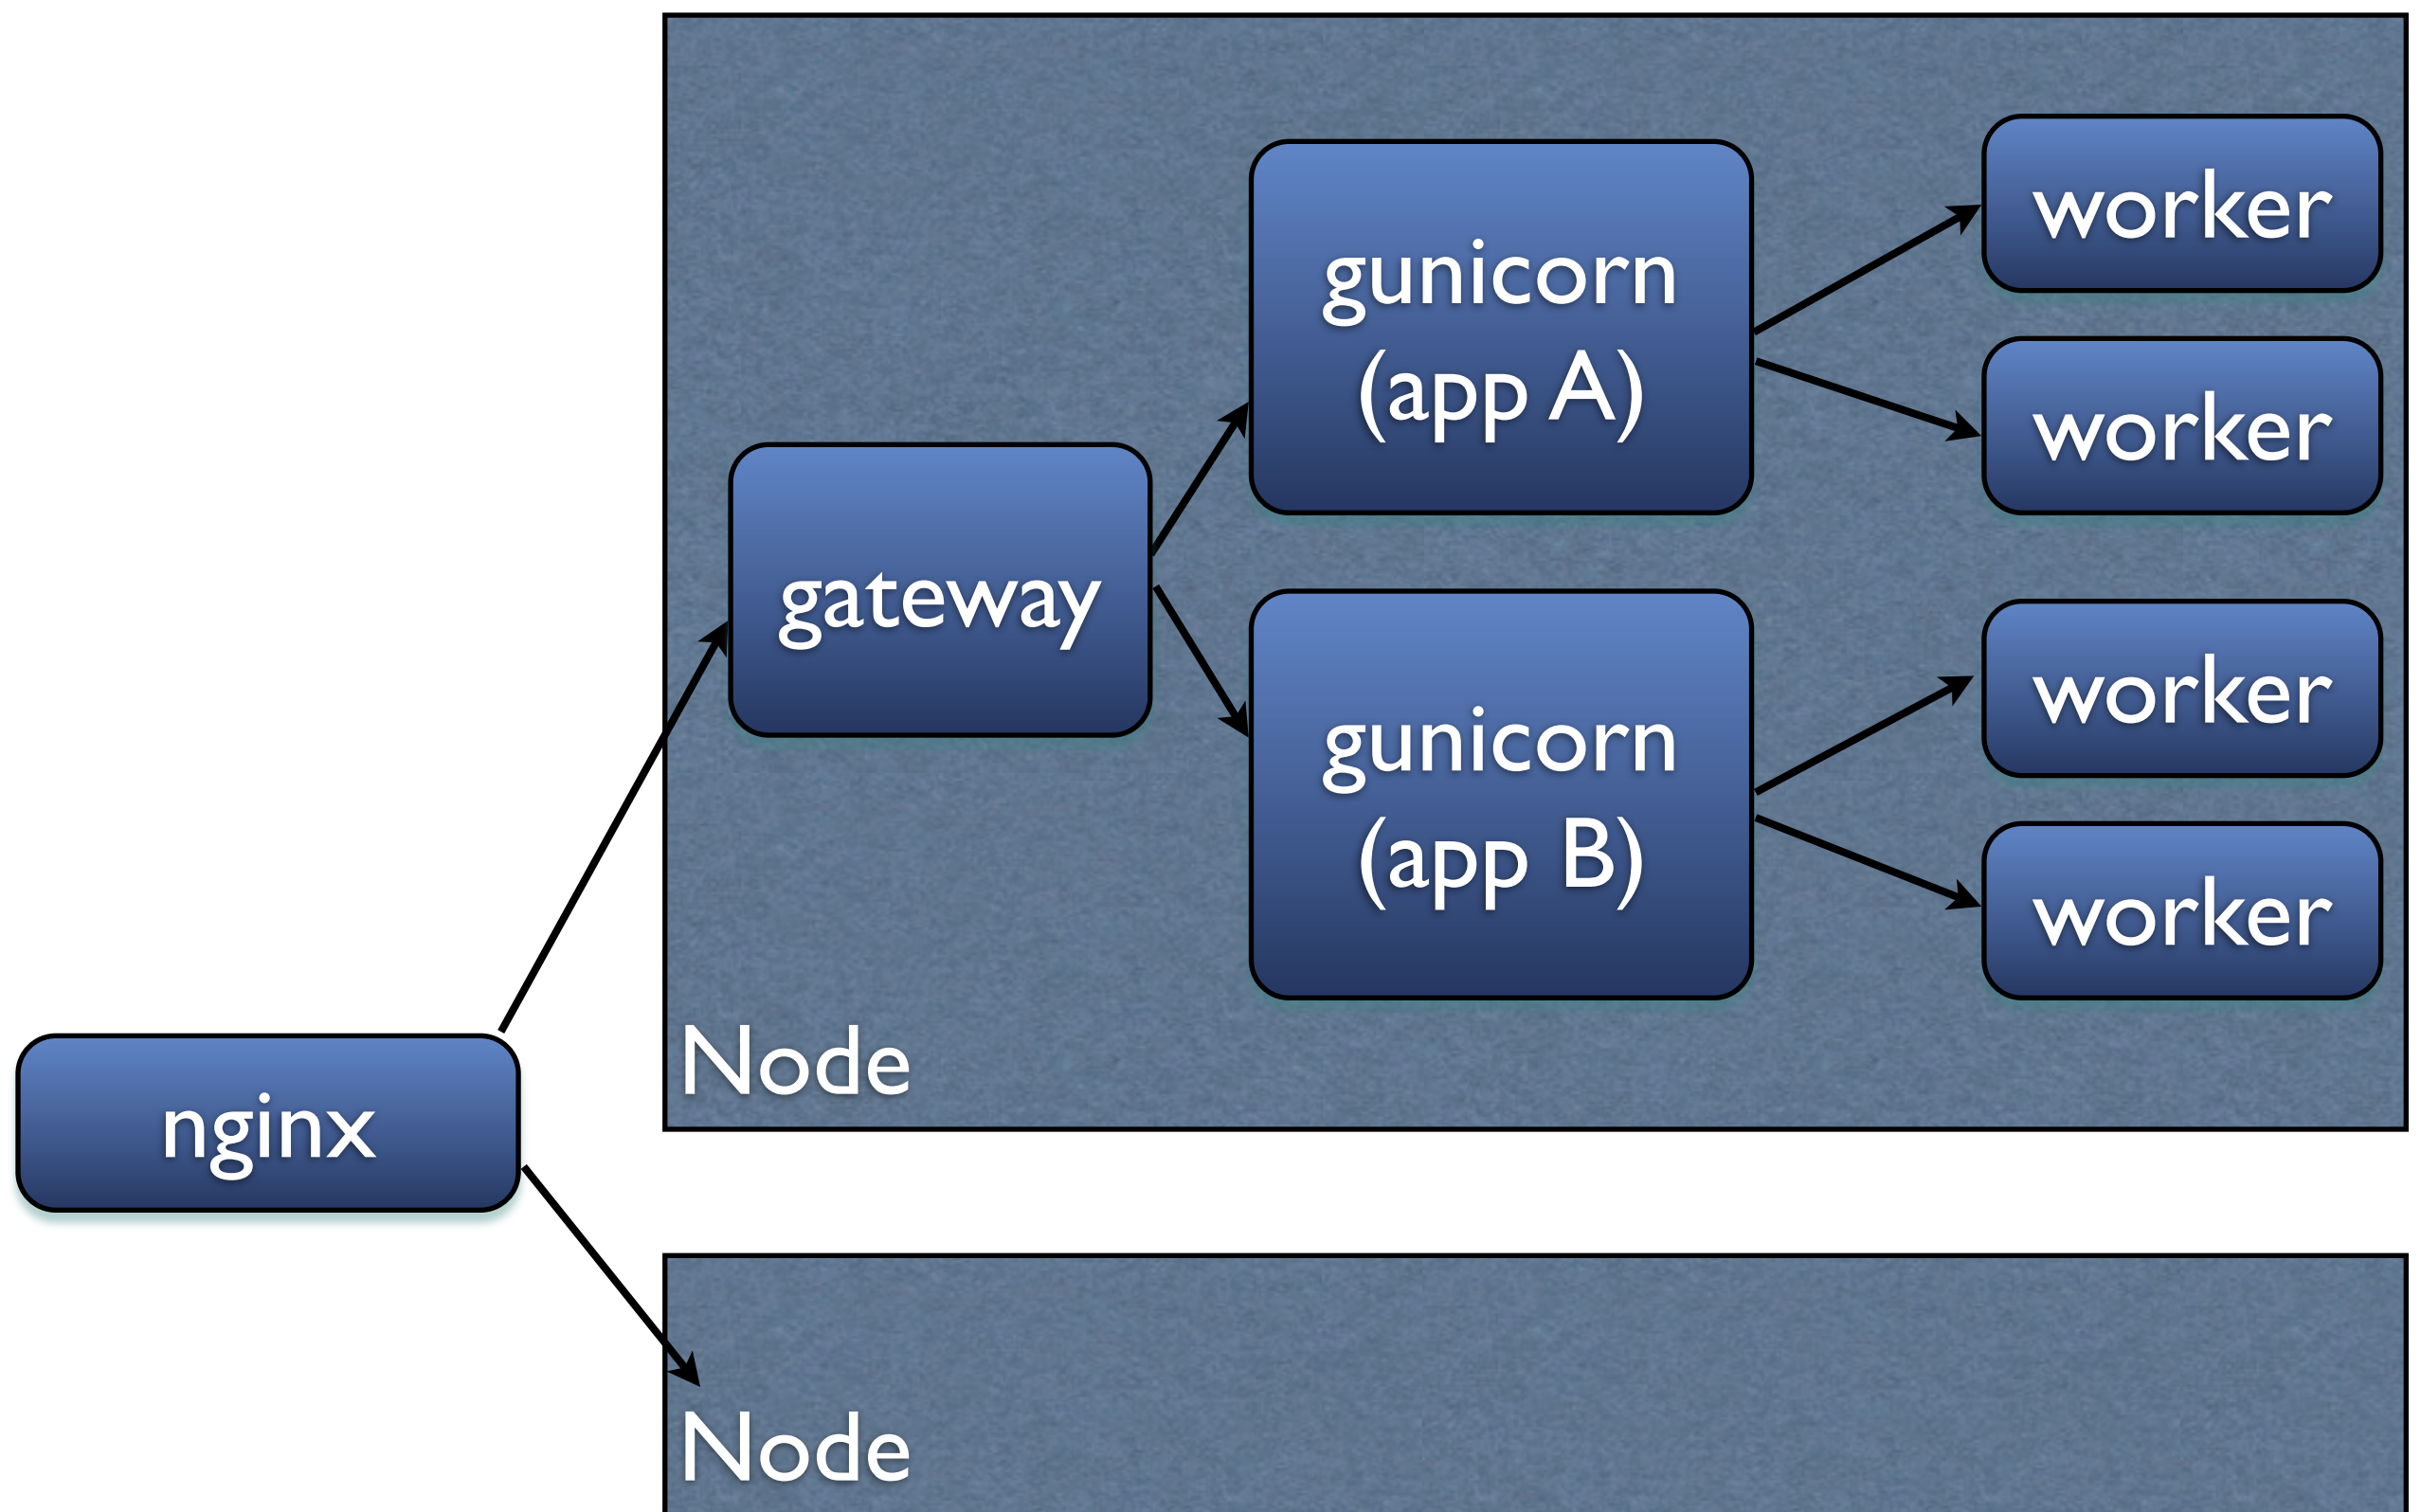 worker
gunicorn
(app A)
worker
gateway
worker
gunicorn
(app B)
worker
Node
nginx
Node